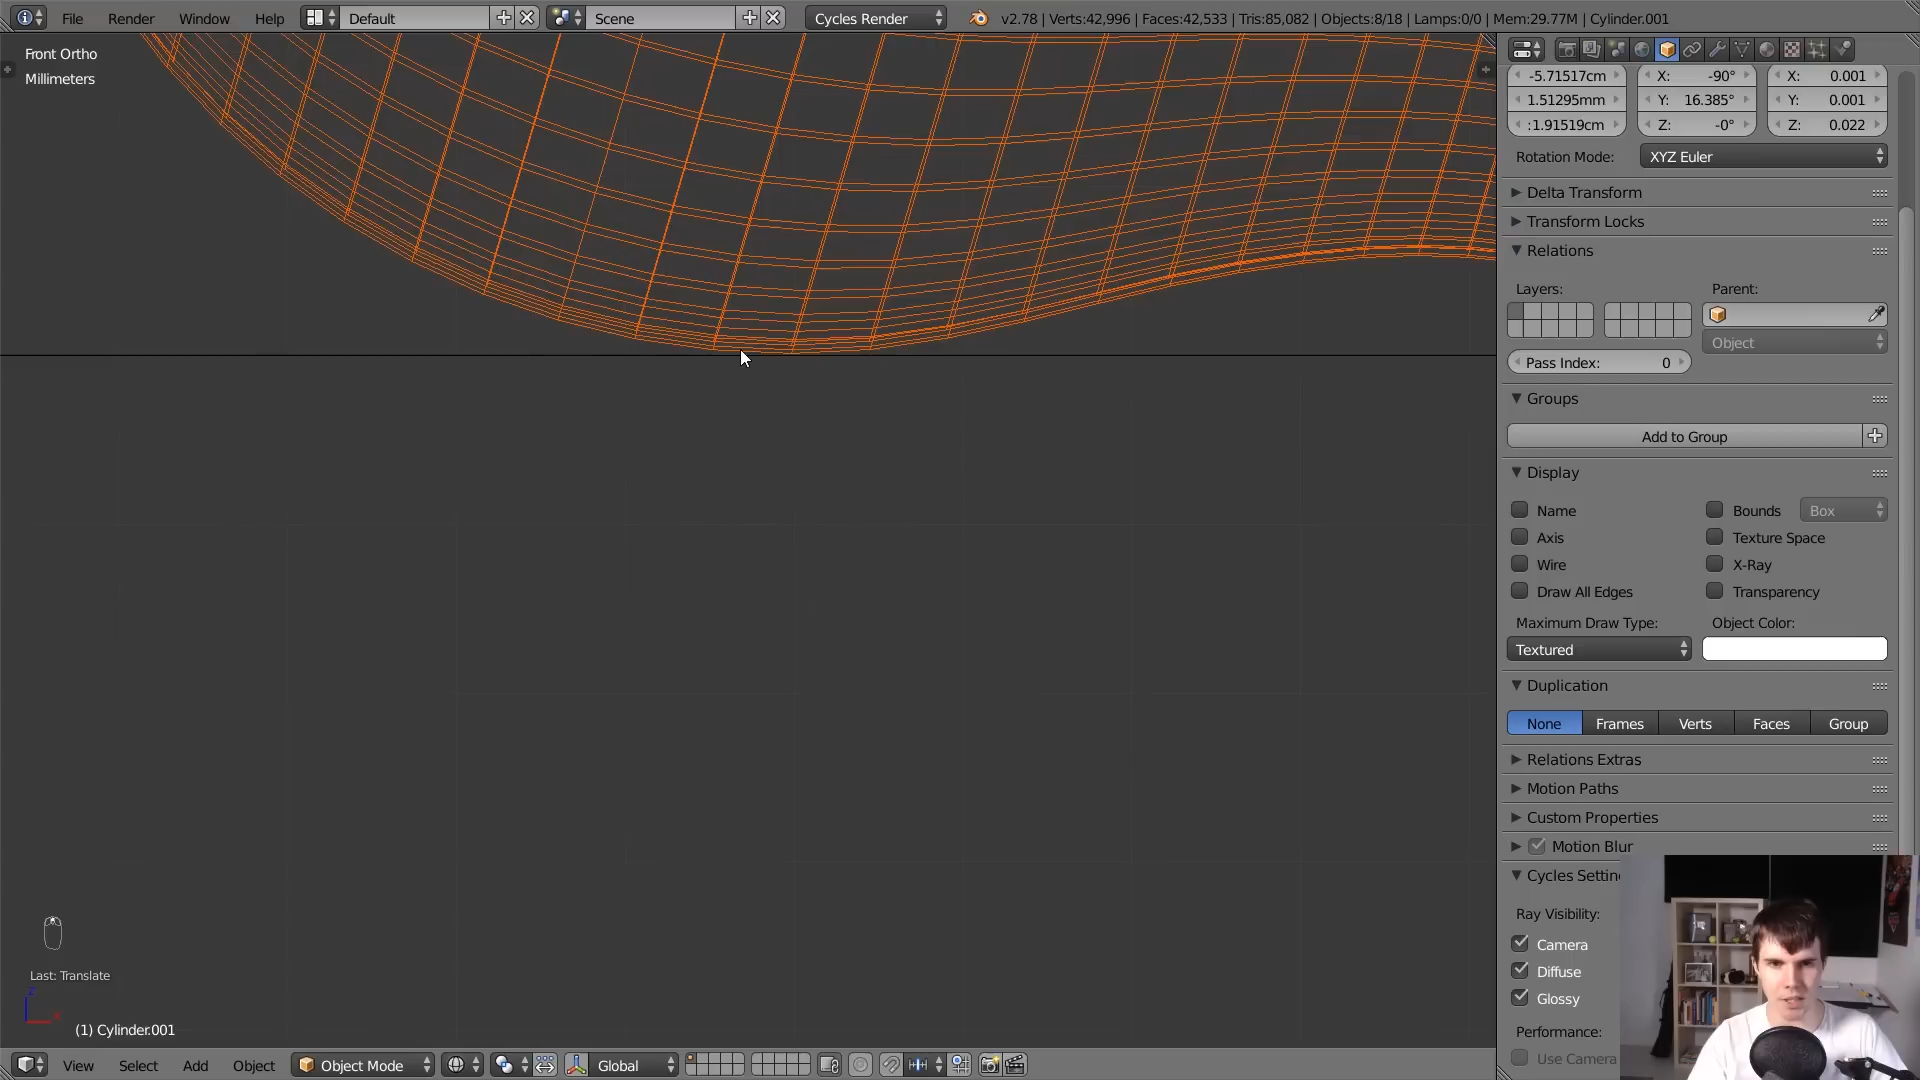 File Render Window Help Default Scene Cycles Render v2.78 | Verts:42,996 | Faces:42,533 | Tris:85,082 | Objects:8/18 | Lamps:0/0 | Mem:29.77M | Cylinder.001
Front Ortho
Millimeters
-5.71517cm X: -90° X: 0.001
1.51295mm Y: 16.385° Y: 0.001
:1.91519cm Z: -0° Z: 0.022
Rotation Mode: XYZ Euler
Delta Transform
Transform Locks
Relations
Layers: Parent:
Object
Pass Index: 0
Groups
Add to Group
Display
Name Bounds Box
Axis Texture Space
Wire X-Ray
Draw All Edges Transparency
Maximum Draw Type: Object Color:
Textured
Duplication
None Frames Verts Faces Group
Relations Extras
Motion Paths
Custom Properties
Motion Blur
Cycles Settin
Ray Visibility:
Camera
Diffuse
Glossy
Performance:
Use Camera
Last: Translate
z
x
(1) Cylinder.001
View Select Add Object Object Mode Global